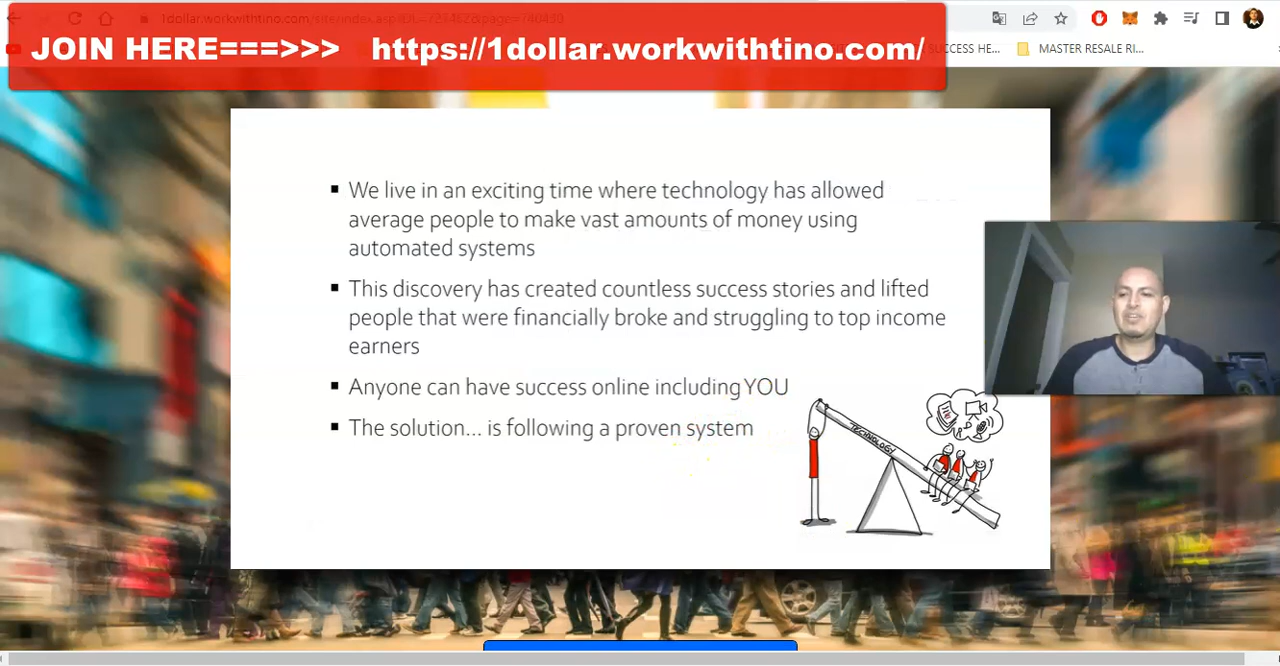 JOIN HERE===>>> https://1dollar.workwithtino.com/
SUCCESS HE...
MASTER RESALE RI...
▪ We live in an exciting time where technology has allowed
average people to make vast amounts of money using
automated systems
▪ This discovery has created countless success stories and lifted
people that were financially broke and struggling to top income
earners
▪ Anyone can have success online including YOU
▪ The solution... is following a proven system
TECHNOLOGY